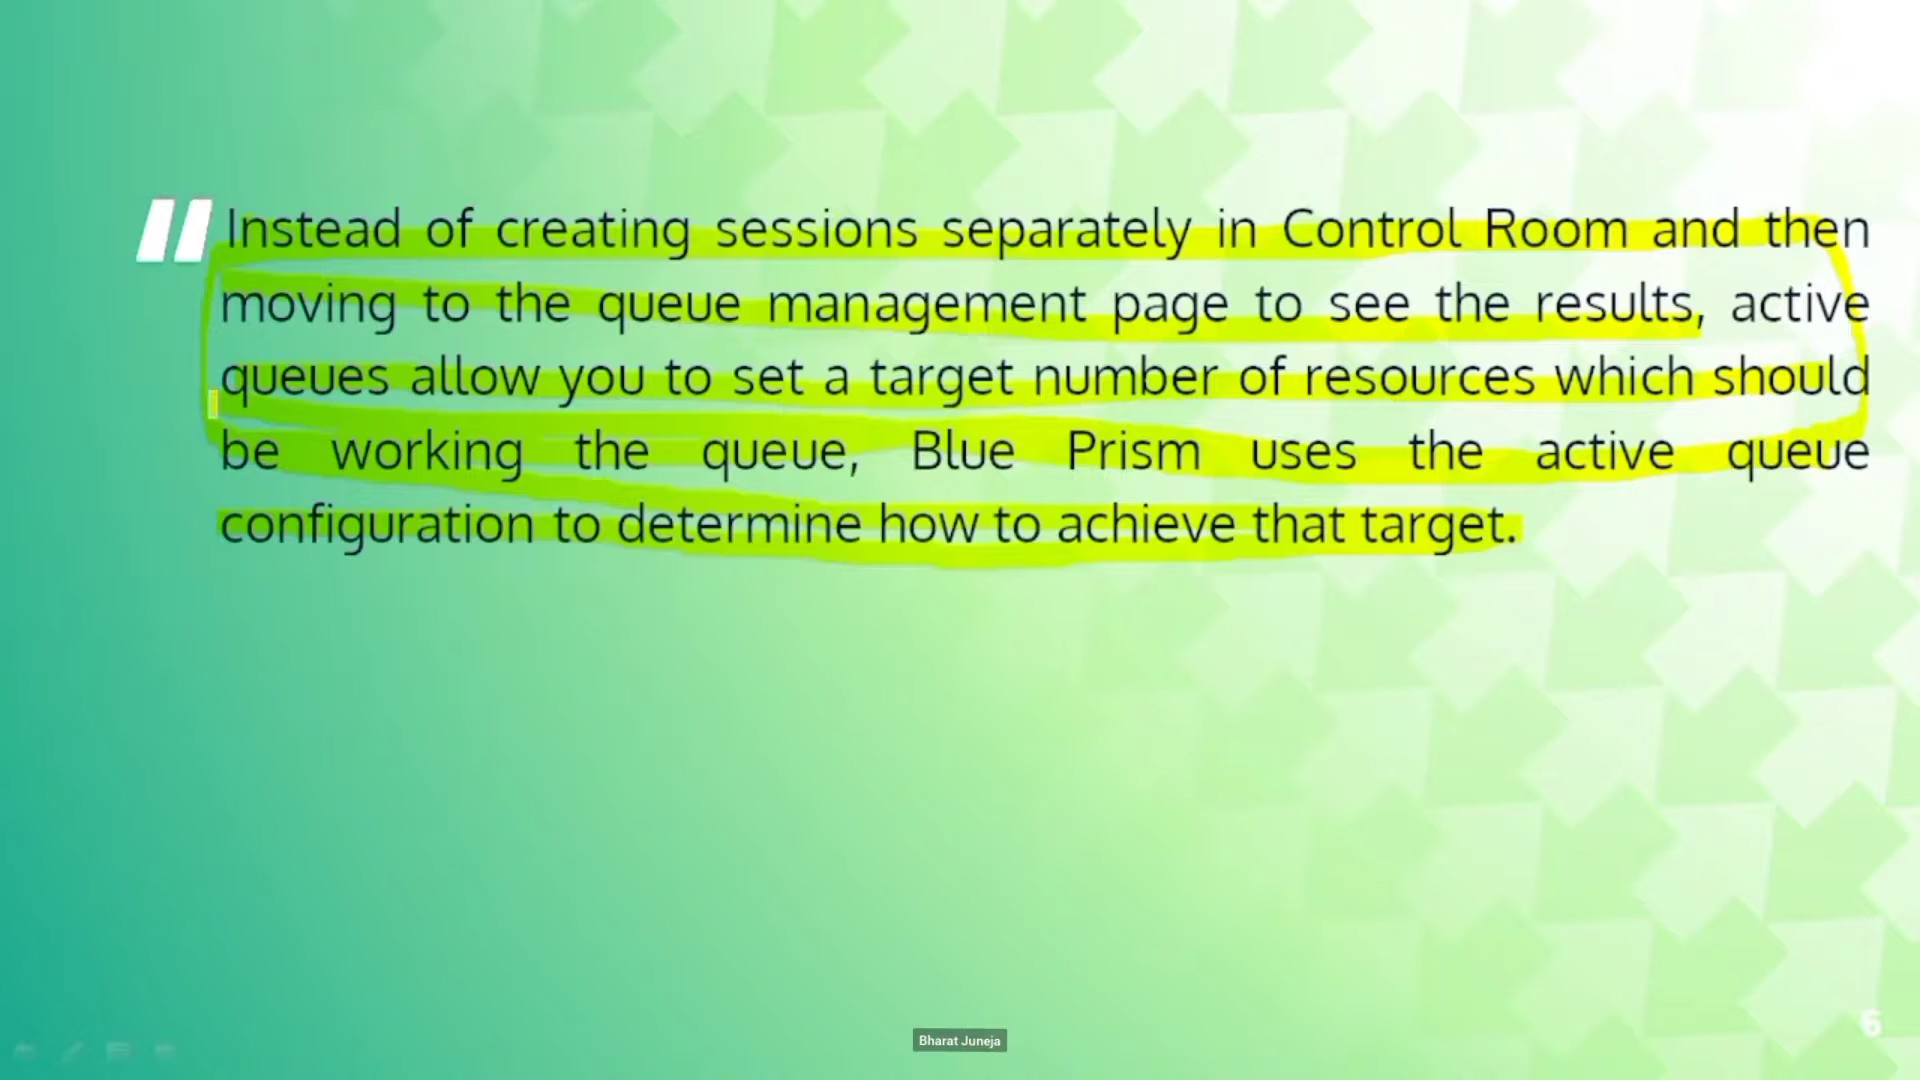 "Instead of creating sessions separately in Control Room and then
moving to the queue management page to see the results, active
queues allow you to set a target number of resources which should
be working the queue, Blue Prism uses the active queue
configuration to determine how to achieve that target.
Bharat Juneja
6